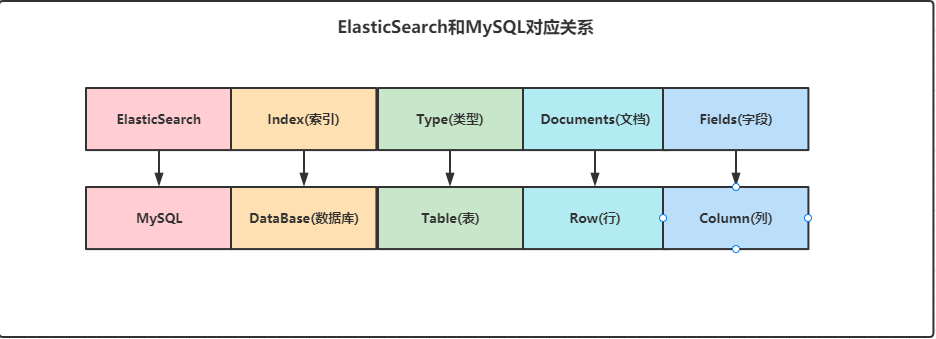 ElasticSearch和MySQL对应关系
ElasticSearch
Index(索引)
Type(类型)
Documents(文档)
Fields(字段)
MySQL
DataBase(数据库)
Table(表)
Row(行)
Column(列)